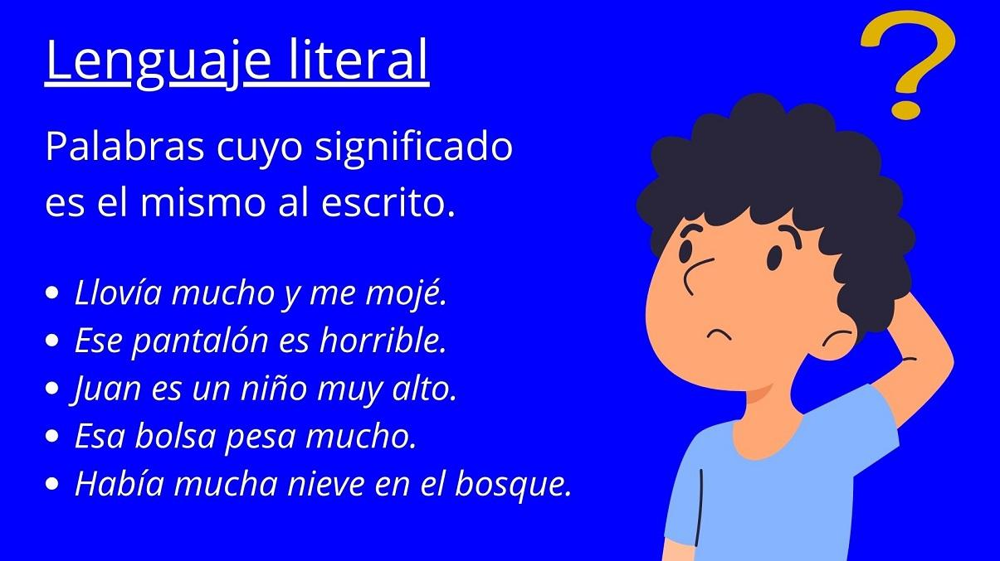 Lenguaje literal
Palabras cuyo significado
es el mismo al escrito.
• Llovía mucho y me mojé.
• Ese pantalón es horrible.
• Juan es un niño muy alto.
• Esa bolsa pesa mucho.
• Había mucha nieve en el bosque.
?